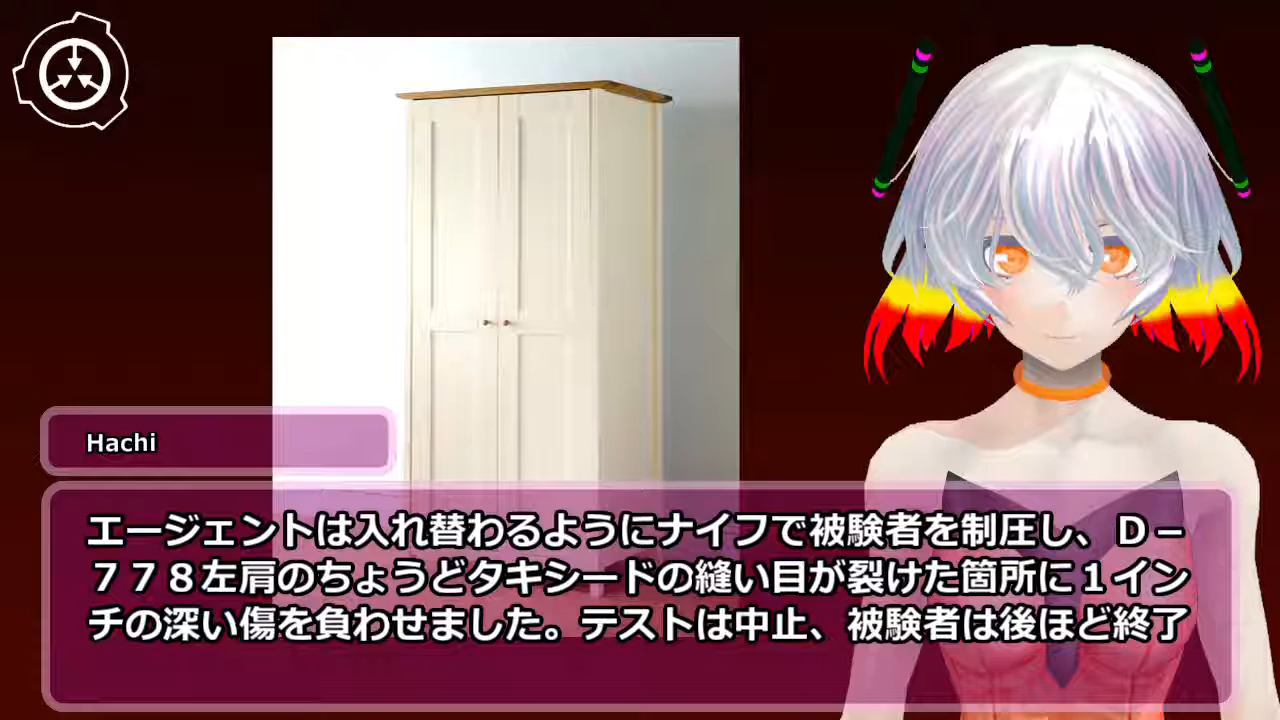 Hachi
エージェントは入れ替わるようにナイフで被験者を制圧し、Ｄ－
７７８左肩のちょうどタキシードの縫い目が裂けた箇所に１イン
チの深い傷を負わせました。テストは中止、被験者は後ほど終了